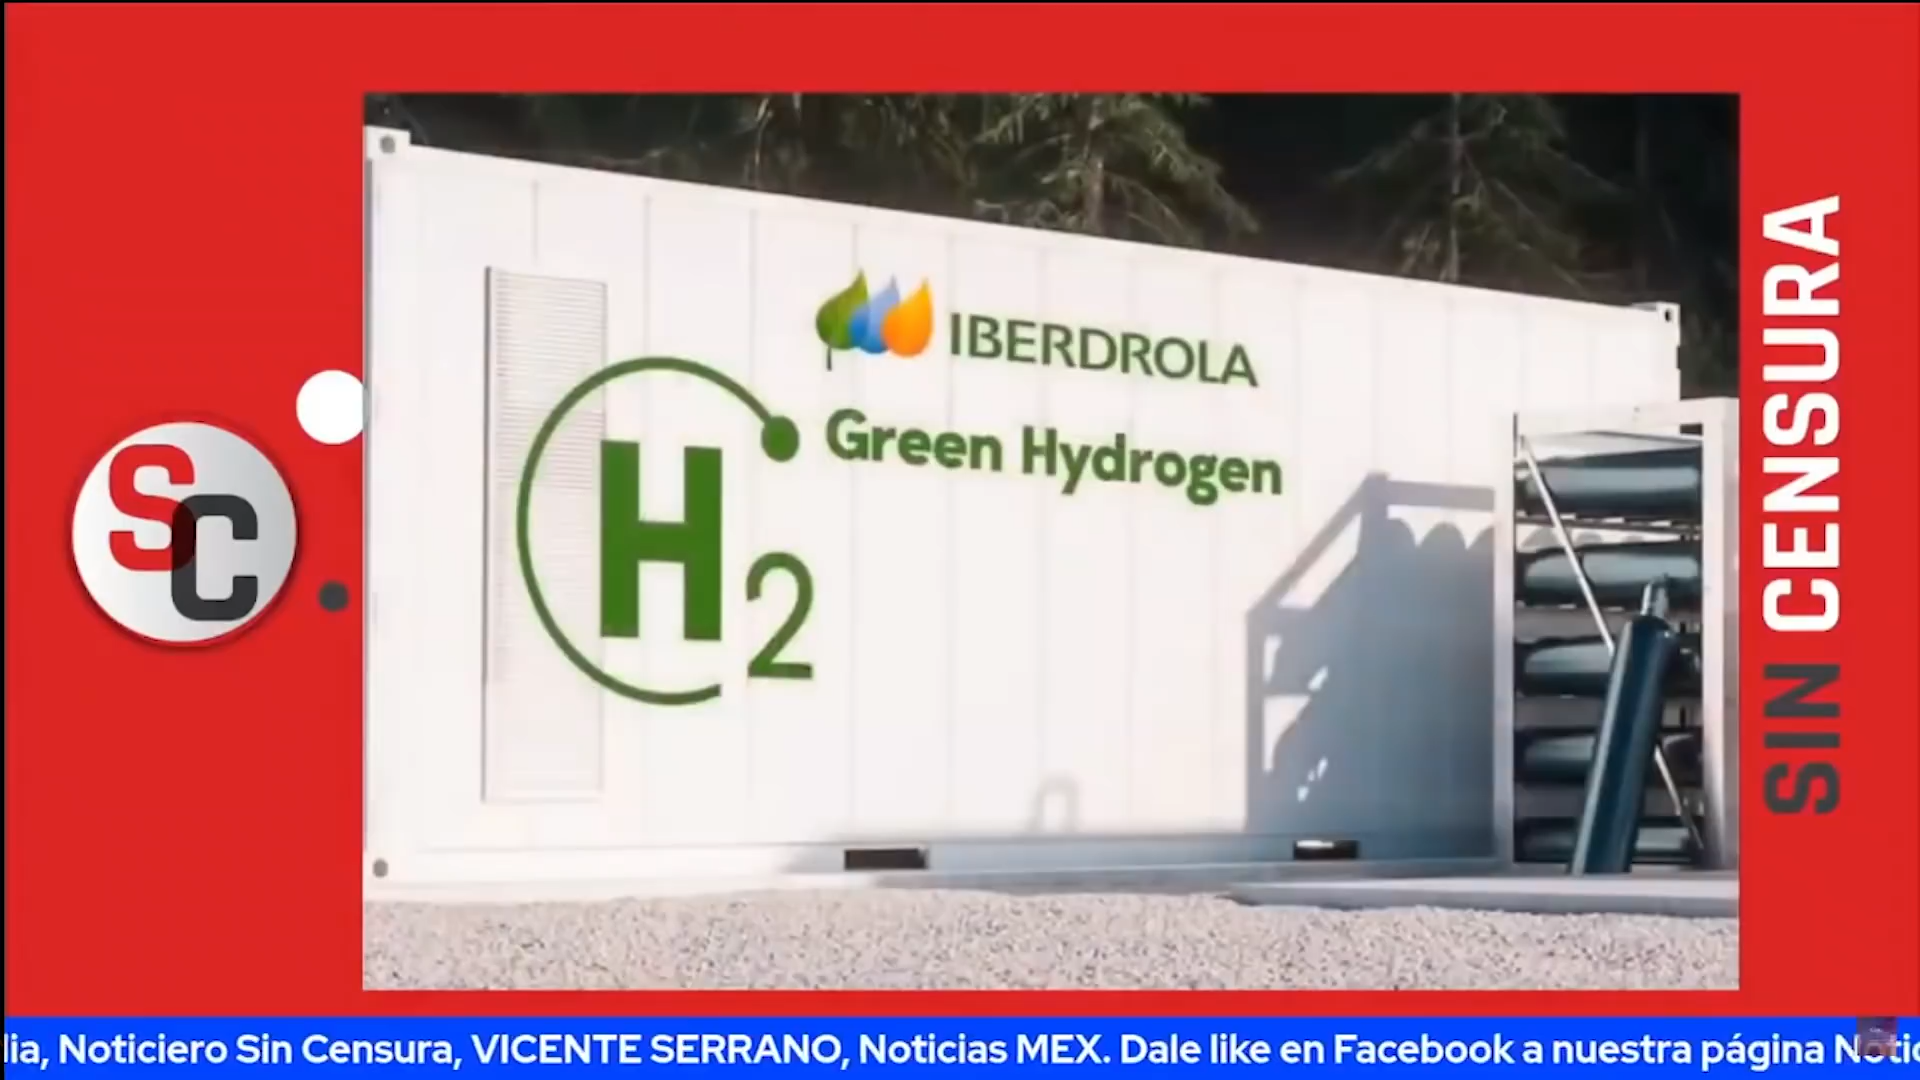 IBERDROLA
Green Hydrogen
H2
SC
SIN CENSURA
lia, Noticiero Sin Censura, VICENTE SERRANO, Noticias MEX. Dale like en Facebook a nuestra página